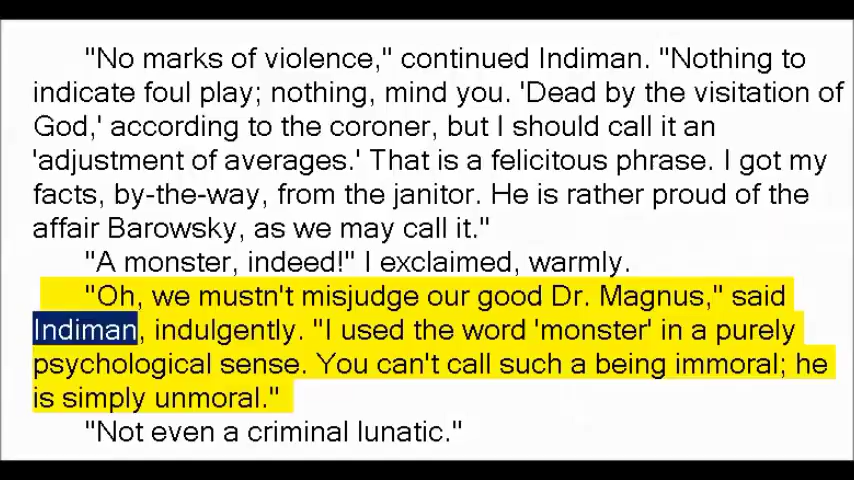 "No marks of violence," continued Indiman. "Nothing to
indicate foul play; nothing, mind you. 'Dead by the visitation of
God,' according to the coroner, but I should call it an
'adjustment of averages.' That is a felicitous phrase. I got my
facts, by-the-way, from the janitor. He is rather proud of the
affair Barowsky, as we may call it."
"A monster, indeed!" I exclaimed, warmly.
"Oh, we mustn't misjudge our good Dr. Magnus," said
Indiman, indulgently. "I used the word 'monster' in a purely
psychological sense. You can't call such a being immoral; he
is simply unmoral."
"Not even a criminal lunatic."